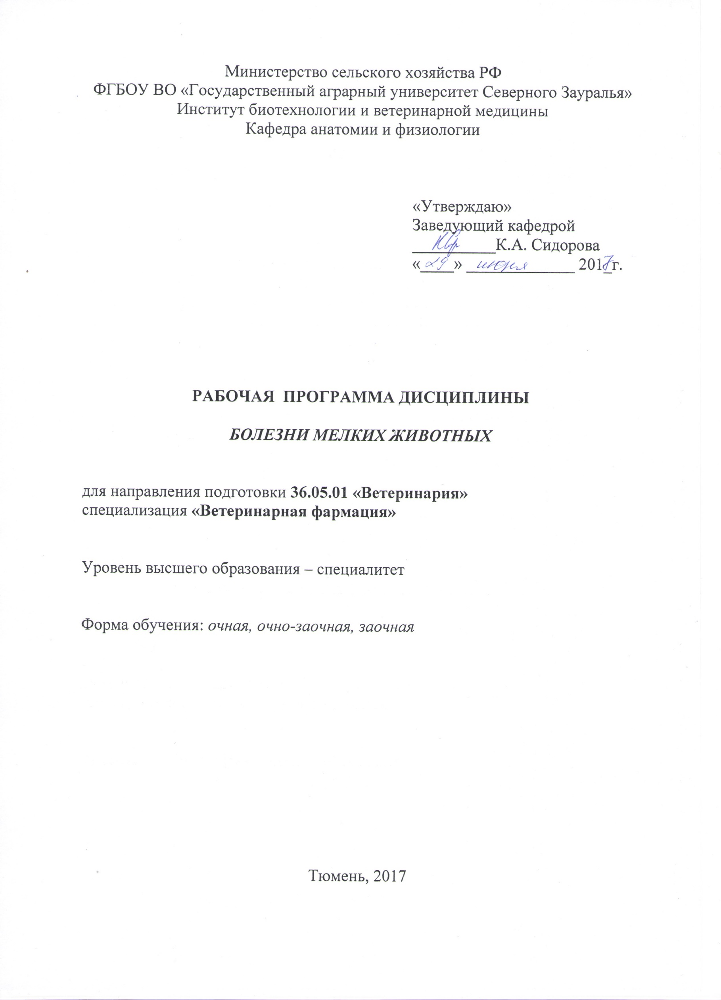 Министерство сельского хозяйства РФ
ФГБОУ ВО «Государственный аграрный университет Северного Зауралья»
Институт биотехнологии и ветеринарной медицины
Кафедра анатомии и физиологии
«Утверждаю»
Заведующий кафедрой
__________К.А. Сидорова
«29» 2017г.
РАБОЧАЯ ПРОГРАММА ДИСЦИПЛИНЫ
БОЛЕЗНИ МЕЛКИХ ЖИВОТНЫХ
для направления подготовки 36.05.01 «Ветеринария»
специализация «Ветеринарная фармация»
Уровень высшего образования – специалитет
Форма обучения: очная, очно-заочная, заочная
Тюмень, 2017